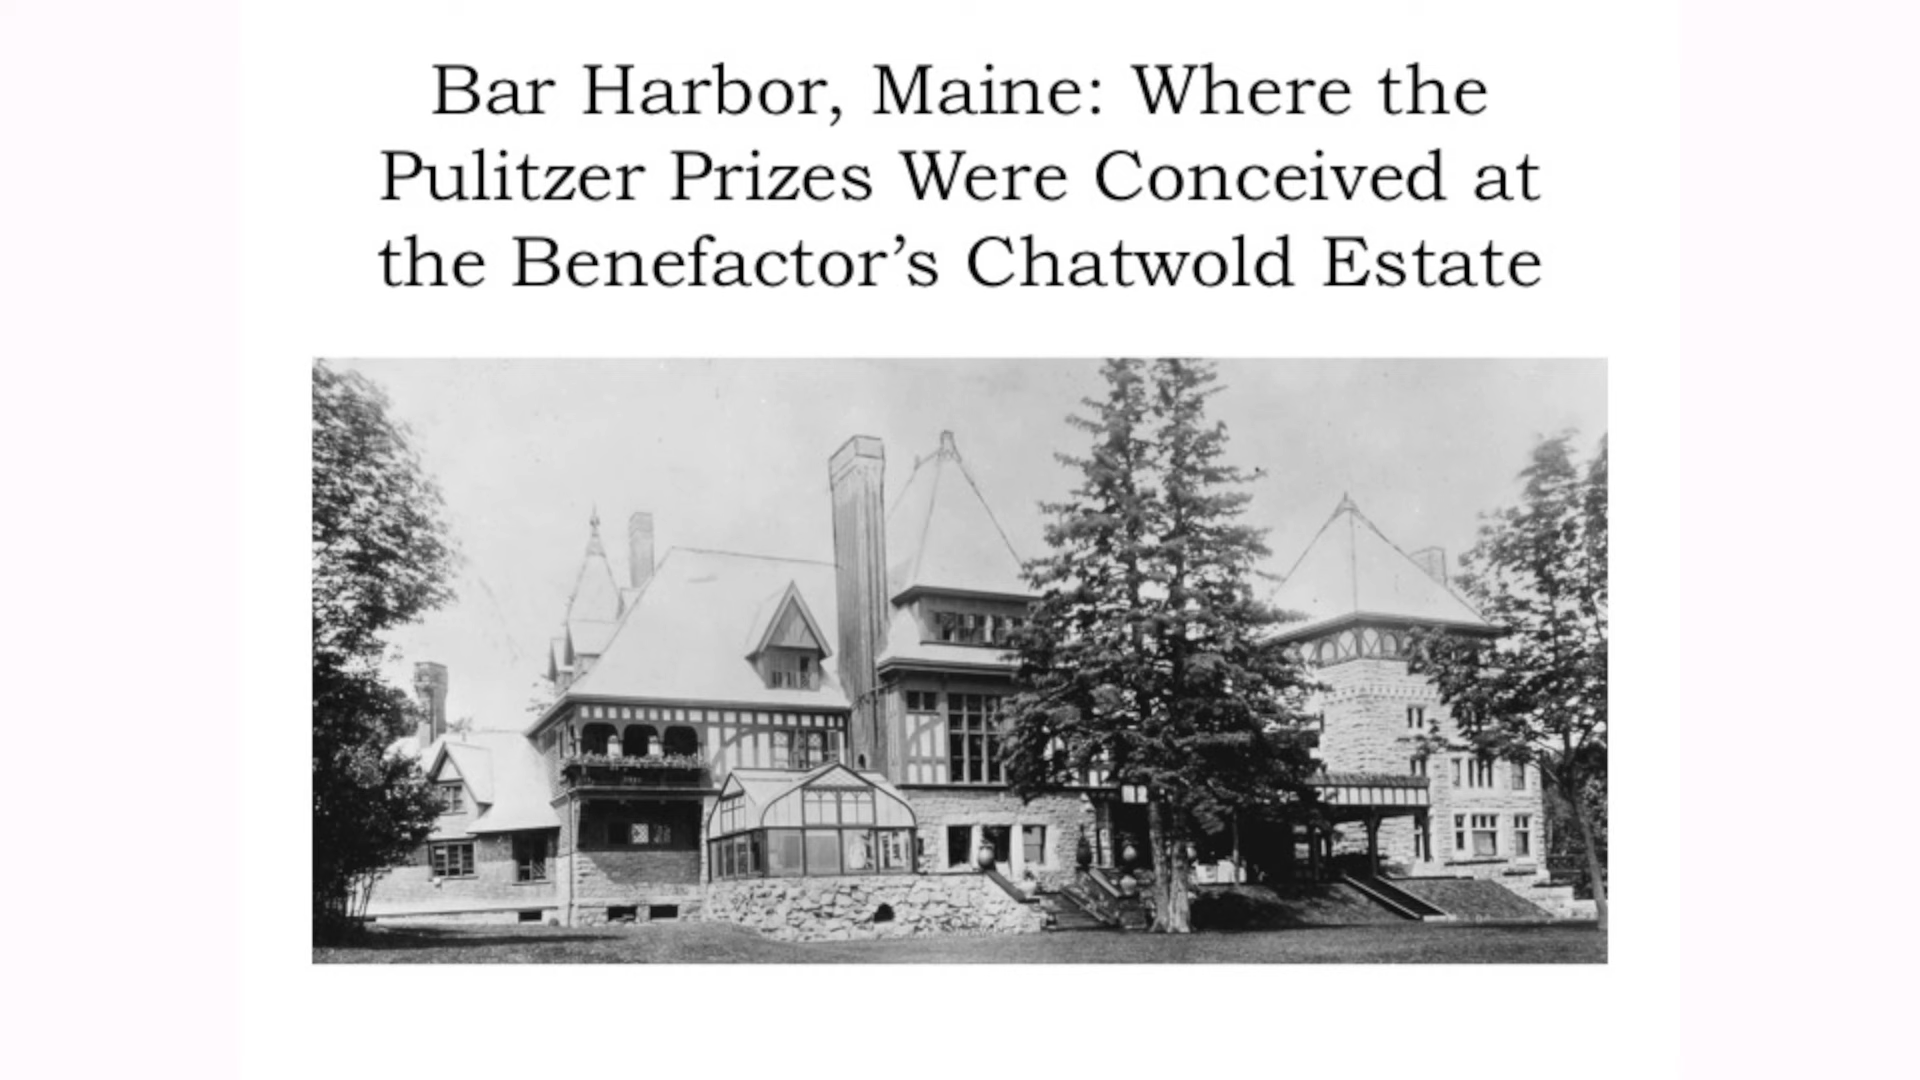 Bar Harbor, Maine: Where the
Pulitzer Prizes Were Conceived at
the Benefactor’s Chatwold Estate